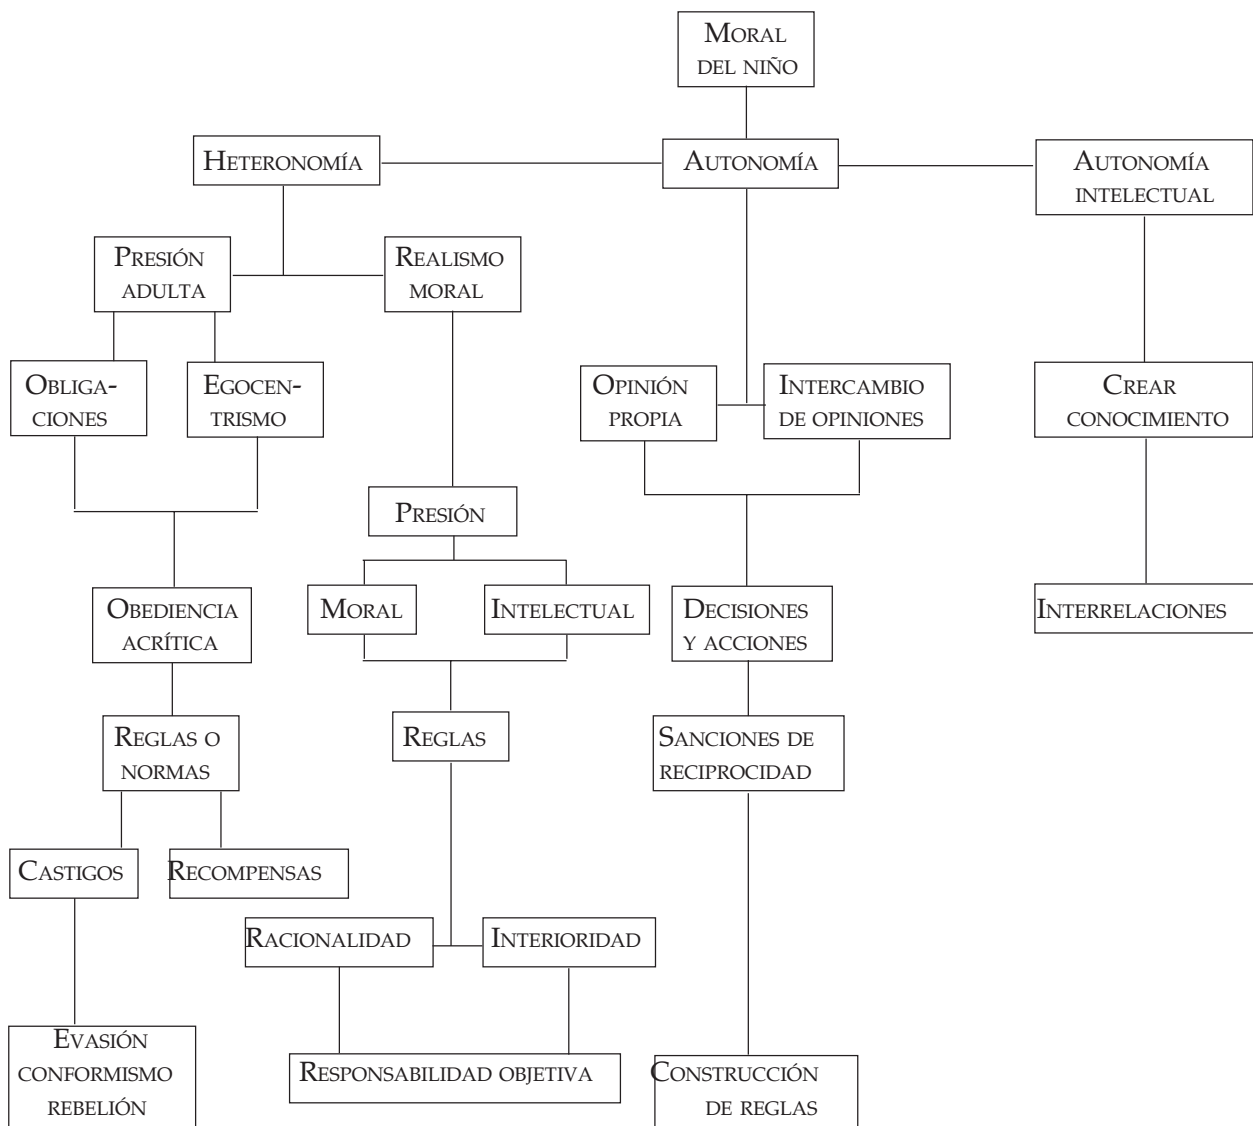 MORAL
DEL NIÑO
HETERONOMÍA
AUTONOMÍA
AUTONOMÍA
INTELECTUAL
PRESIÓN
ADULTA
REALISMO
MORAL
OBLIGA-
CIONES
EGOCEN-
TRISMO
OPINIÓN
PROPIA
INTERCAMBIO
DE OPINIONES
CREAR
CONOCIMIENTO
PRESIÓN
OBEDIENCIA
ACRÍTICA
MORAL
INTELECTUAL
DECISIONES
Y ACCIONES
INTERRELACIONES
REGLAS O
NORMAS
REGLAS
SANCIONES DE
RECIPROCIDAD
CASTIGOS
RECOMPENSAS
RACIONALIDAD
INTERIORIDAD
EVASIÓN
CONFORMISMO
REBELIÓN
RESPONSABILIDAD OBJETIVA
CONSTRUCCIÓN
DE REGLAS